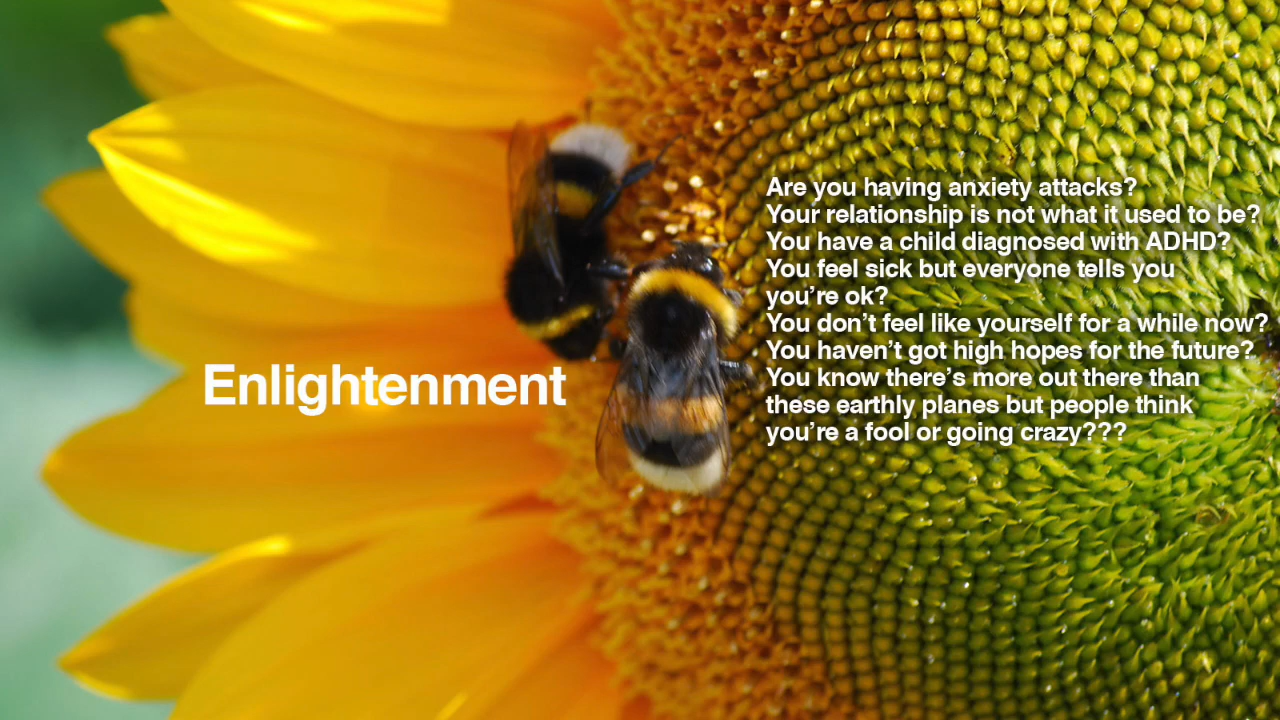 Enlightenment
Are you having anxiety attacks?
Your relationship is not what it used to be?
You have a child diagnosed with ADHD?
You feel sick but everyone tells you
you're ok?
You don't feel like yourself for a while now?
You haven't got high hopes for the future?
You know there's more out there than
these earthly planes but people think
you're a fool or going crazy???